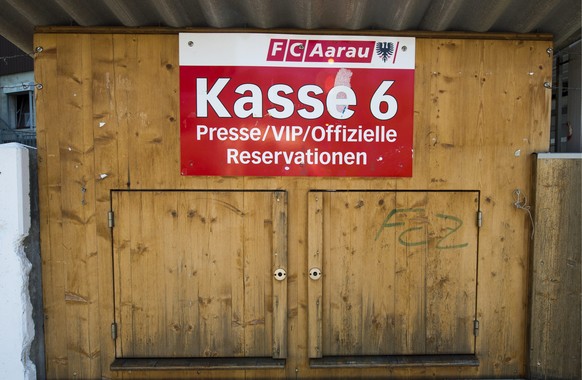 FC Aarau
Kasse 6
Presse/VIP/Offizielle
Reservationen
FCZ